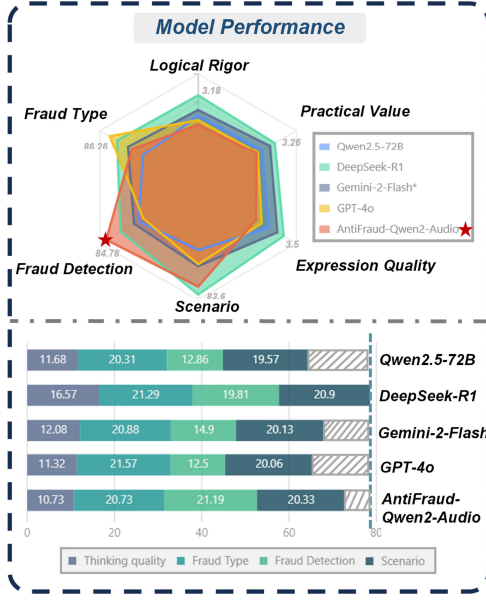 Model Performance
Logical Rigor
3.18
Fraud Type
86.26
Practical Value
3.26
Qwen2.5-72B
DeepSeek-R1
Gemini-2-Flash*
GPT-4o
AntiFraud-Qwen2-Audio
3.5
Fraud Detection
84.78
Expression Quality
Scenario
83.6
11.68 20.31 12.86 19.57 Qwen2.5-72B
16.57 21.29 19.81 20.9 DeepSeek-R1
12.08 20.88 14.9 20.13 Gemini-2-Flash
11.32 21.57 12.5 20.06 GPT-4o
10.73 20.73 21.19 20.33 AntiFraud-
Qwen2-Audio
0 20 40 60 80
Thinking quality Fraud Type Fraud Detection Scenario